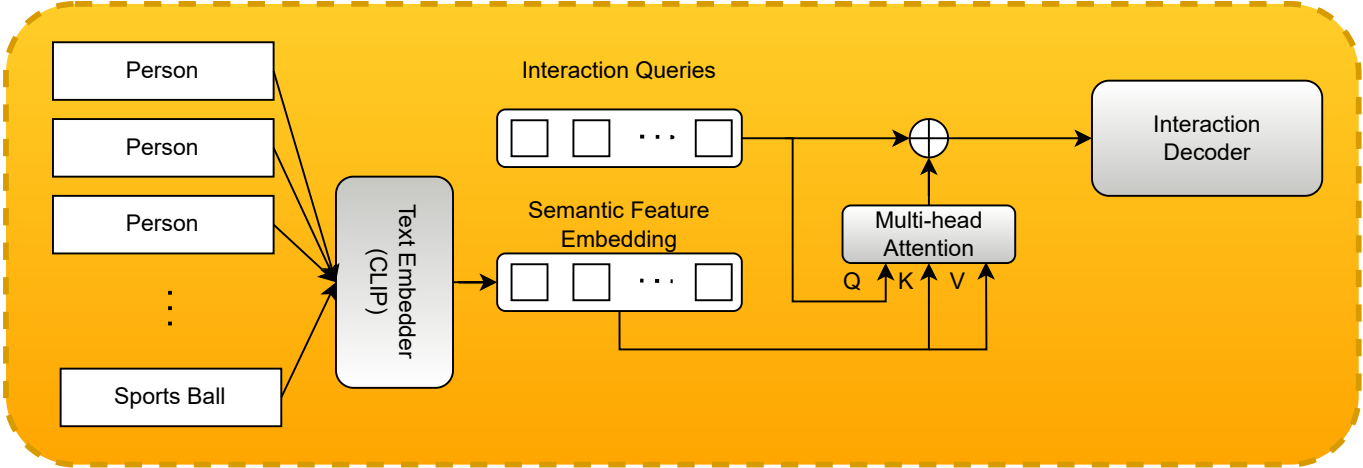 Person
Person
Person
Sports Ball
Text Embedder
(CLIP)
Interaction Queries
Semantic Feature
Embedding
Multi-head
Attention
Q K V
Interaction
Decoder